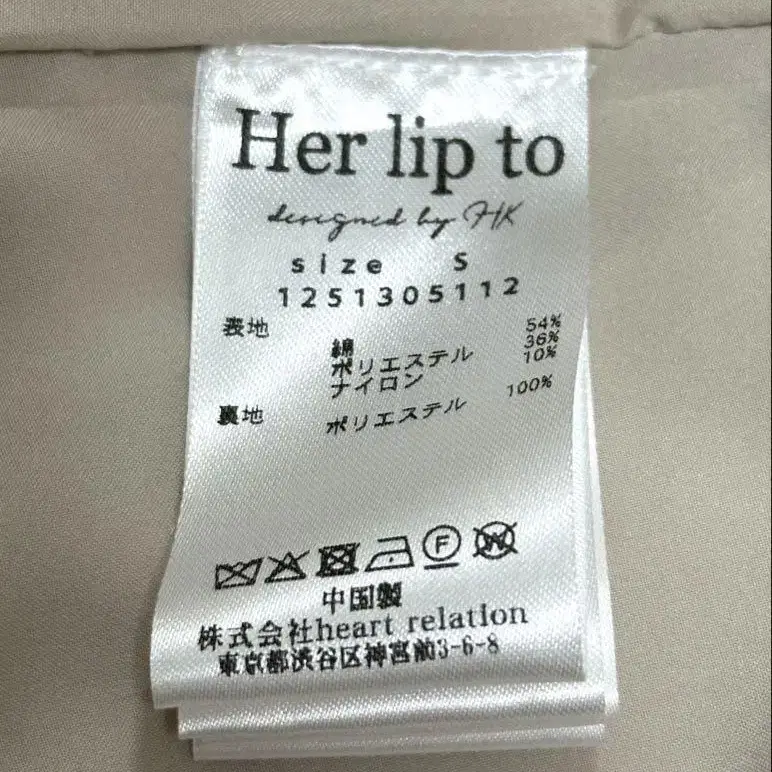 Her lip to
designed by HK
size S
1251305112
表地
綿 54%
ポリエステル 36%
ナイロン 10%
裏地
ポリエステル 100%
F
W
中国製
株式会社heart relation
東京都渋谷区神宮前3-6-8